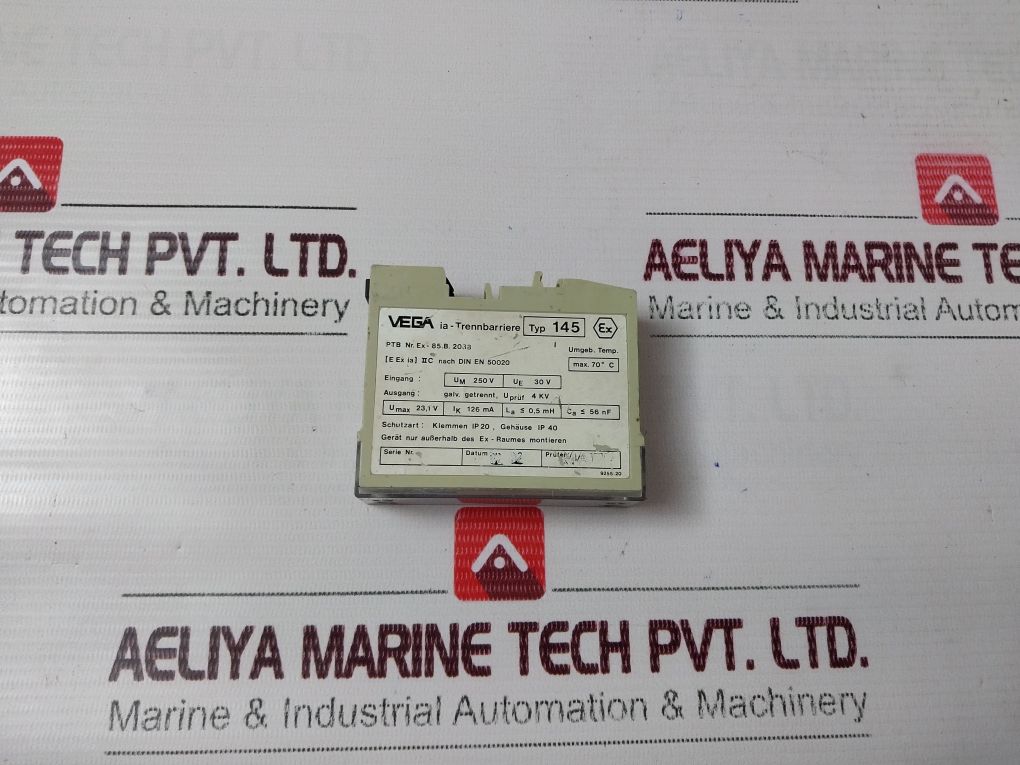 TECH PVT. LTD.
tomation & Machinery
AELIYA MARINE TE
Marine & Industrial Autom
VEGA ia-Trennbarriere Typ 145 Ex
PTB Nr. Ex-85.B.2033
Umgeb. Temp.
[E Ex ia] IIC nach DIN EN 50020
max. 70° C
Eingang: UM 250 V UE 30 V
Ausgang: galv. getrennt, Uprüf 4 KV
Umax 23,1 V IK 126 mA La ≤ 0,5 mH Ca ≤ 56 nF
Schutzart: Klemmen IP20, Gehäuse IP 40
Gerät nur außerhalb des Ex-Raumes montieren
Serie Nr. Datum Prüfer
AELIYA MARINE TECH PVT. LTD.
Marine & Industrial Automation & Machinery